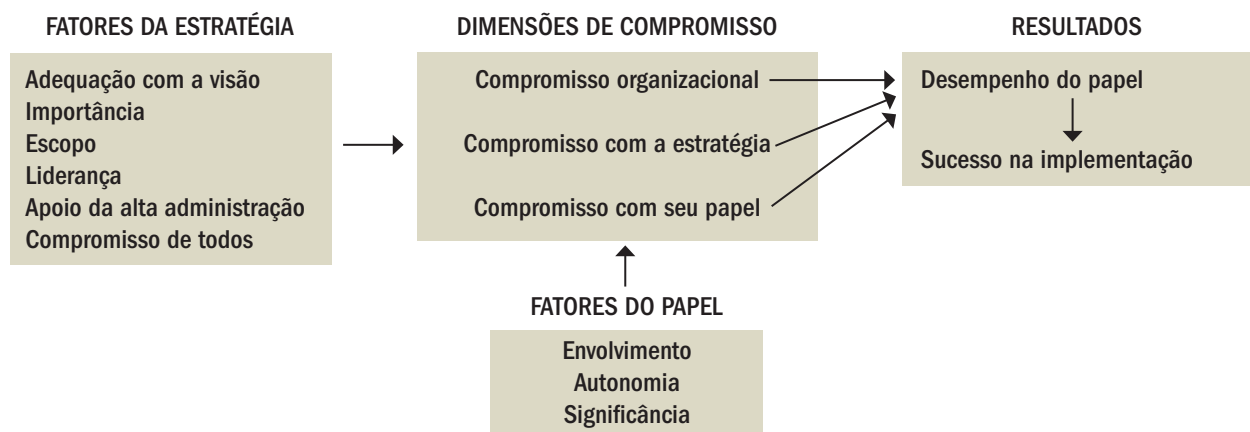 FATORES DA ESTRATÉGIA
Adequação com a visão
Importância
Escopo
Liderança
Apoio da alta administração
Compromisso de todos
DIMENSÕES DE COMPROMISSO
Compromisso organizacional
Compromisso com a estratégia
Compromisso com seu papel
RESULTADOS
Desempenho do papel
Sucesso na implementação
FATORES DO PAPEL
Envolvimento
Autonomia
Significância